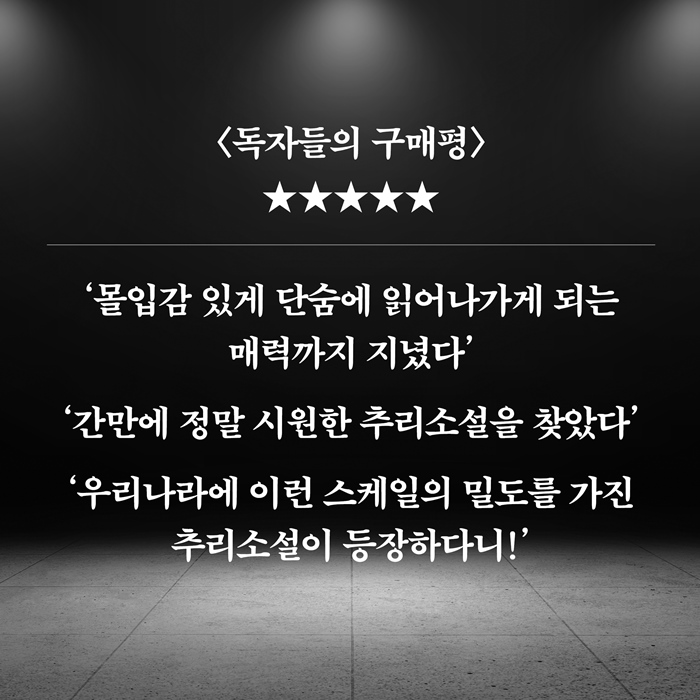 〈독자들의 구매평〉
★★★★★
‘몰입감 있게 단숨에 읽어나가게 되는
매력까지 지녔다’
‘간만에 정말 시원한 추리소설을 찾았다’
‘우리나라에 이런 스케일의 밀도를 가진
추리소설이 등장하다니!’